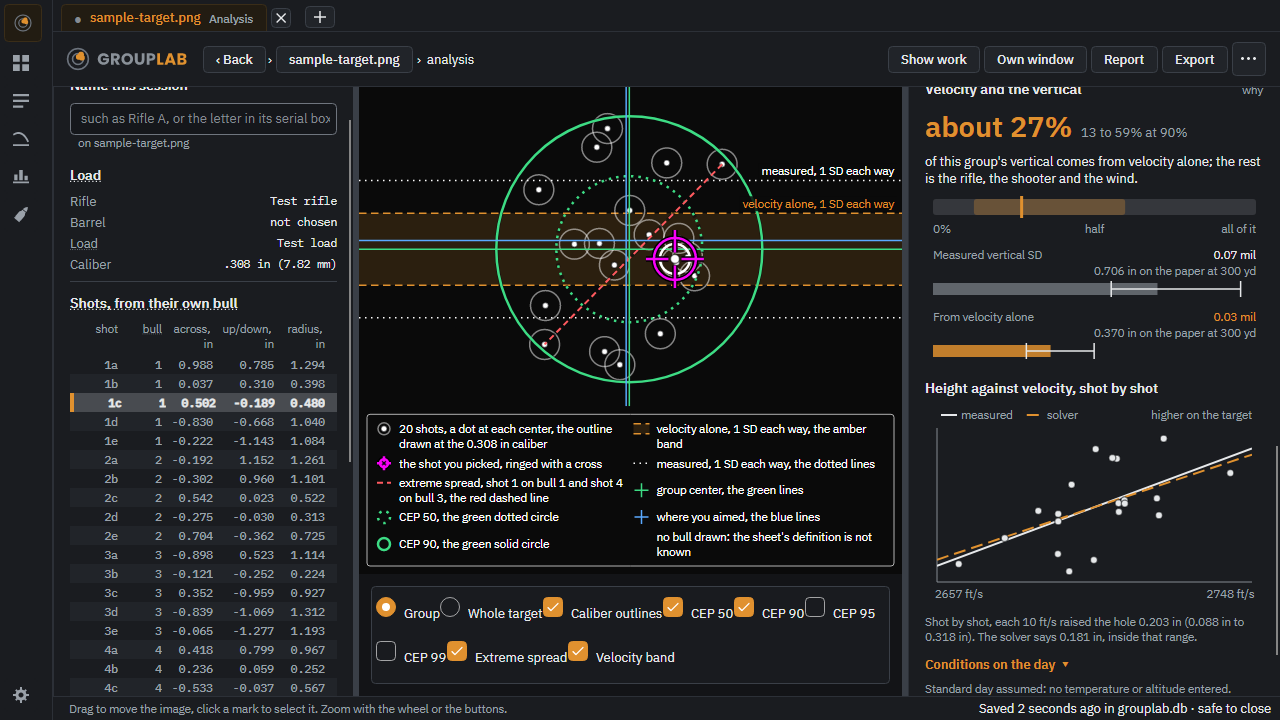 sample-target.png Analysis
GROUPLAB
‹ Back › sample-target.png › analysis
Show work
Own window
Report
Export
Name this session
such as Rifle A, or the letter in its serial box
on sample-target.png
Load
Rifle Test rifle
Barrel not chosen
Load Test load
Caliber .308 in (7.82 mm)
Shots, from their own bull
shot bull across, in up/down, in radius, in
1a 1 0.988 0.785 1.294
1b 1 0.037 0.310 0.398
1c 1 0.502 -0.189 0.480
1d 1 -0.830 -0.668 1.040
1e 1 -0.222 -1.143 1.084
2a 2 -0.192 1.152 1.261
2b 2 -0.302 0.960 1.101
2c 2 0.542 0.023 0.522
2d 2 -0.275 -0.030 0.313
2e 2 0.704 -0.362 0.725
3a 3 -0.898 0.523 1.114
3b 3 -0.121 -0.252 0.224
3c 3 0.352 -0.959 0.927
3d 3 -0.839 -1.069 1.312
3e 3 -0.065 -1.277 1.193
4a 4 0.418 0.799 0.967
4b 4 0.236 0.059 0.252
4c 4 -0.533 -0.037 0.567
measured, 1 SD each way
velocity alone, 1 SD each way
20 shots, a dot at each center, the outline
drawn at the 0.308 in caliber
the shot you picked, ringed with a cross
extreme spread, shot 1 on bull 1 and shot 4
on bull 3, the red dashed line
CEP 50, the green dotted circle
CEP 90, the green solid circle
velocity alone, 1 SD each way, the amber
band
measured, 1 SD each way, the dotted lines
group center, the green lines
where you aimed, the blue lines
no bull drawn: the sheet's definition is not
known
Group Whole target Caliber outlines CEP 50 CEP 90 CEP 95
CEP 99 Extreme spread Velocity band
Velocity and the vertical why
about 27% 13 to 59% at 90%
of this group's vertical comes from velocity alone; the rest
is the rifle, the shooter and the wind.
0% half all of it
Measured vertical SD 0.07 mil
0.706 in on the paper at 300 yd
From velocity alone 0.03 mil
0.370 in on the paper at 300 yd
Height against velocity, shot by shot
measured solver higher on the target
2657 ft/s 2748 ft/s
Shot by shot, each 10 ft/s raised the hole 0.203 in (0.088 in to
0.318 in). The solver says 0.181 in, inside that range.
Conditions on the day
Standard day assumed: no temperature or altitude entered.
Drag to move the image, click a mark to select it. Zoom with the wheel or the buttons.
Saved 2 seconds ago in grouplab.db · safe to close